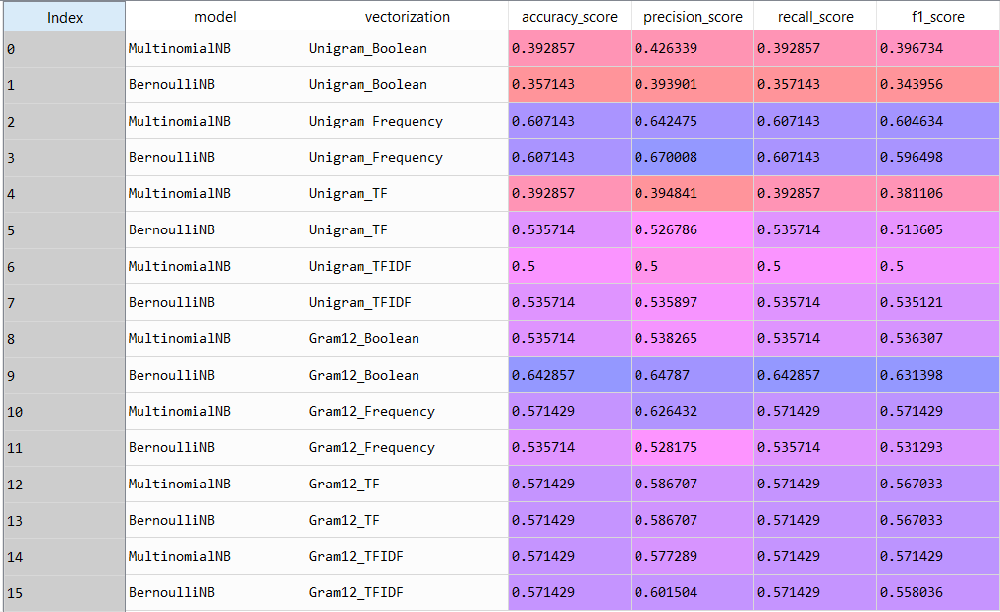 Index model vectorization accuracy_score precision_score recall_score f1_score
0 MultinomialNB Unigram_Boolean 0.392857 0.426339 0.392857 0.396734
1 BernoulliNB Unigram_Boolean 0.357143 0.393901 0.357143 0.343956
2 MultinomialNB Unigram_Frequency 0.607143 0.642475 0.607143 0.604634
3 BernoulliNB Unigram_Frequency 0.607143 0.670008 0.607143 0.596498
4 MultinomialNB Unigram_TF 0.392857 0.394841 0.392857 0.381106
5 BernoulliNB Unigram_TF 0.535714 0.526786 0.535714 0.513605
6 MultinomialNB Unigram_TFIDF 0.5 0.5 0.5 0.5
7 BernoulliNB Unigram_TFIDF 0.535714 0.535897 0.535714 0.535121
8 MultinomialNB Gram12_Boolean 0.535714 0.538265 0.535714 0.536307
9 BernoulliNB Gram12_Boolean 0.642857 0.64787 0.642857 0.631398
10 MultinomialNB Gram12_Frequency 0.571429 0.626432 0.571429 0.571429
11 BernoulliNB Gram12_Frequency 0.535714 0.528175 0.535714 0.531293
12 MultinomialNB Gram12_TF 0.571429 0.586707 0.571429 0.567033
13 BernoulliNB Gram12_TF 0.571429 0.586707 0.571429 0.567033
14 MultinomialNB Gram12_TFIDF 0.571429 0.577289 0.571429 0.571429
15 BernoulliNB Gram12_TFIDF 0.571429 0.601504 0.571429 0.558036